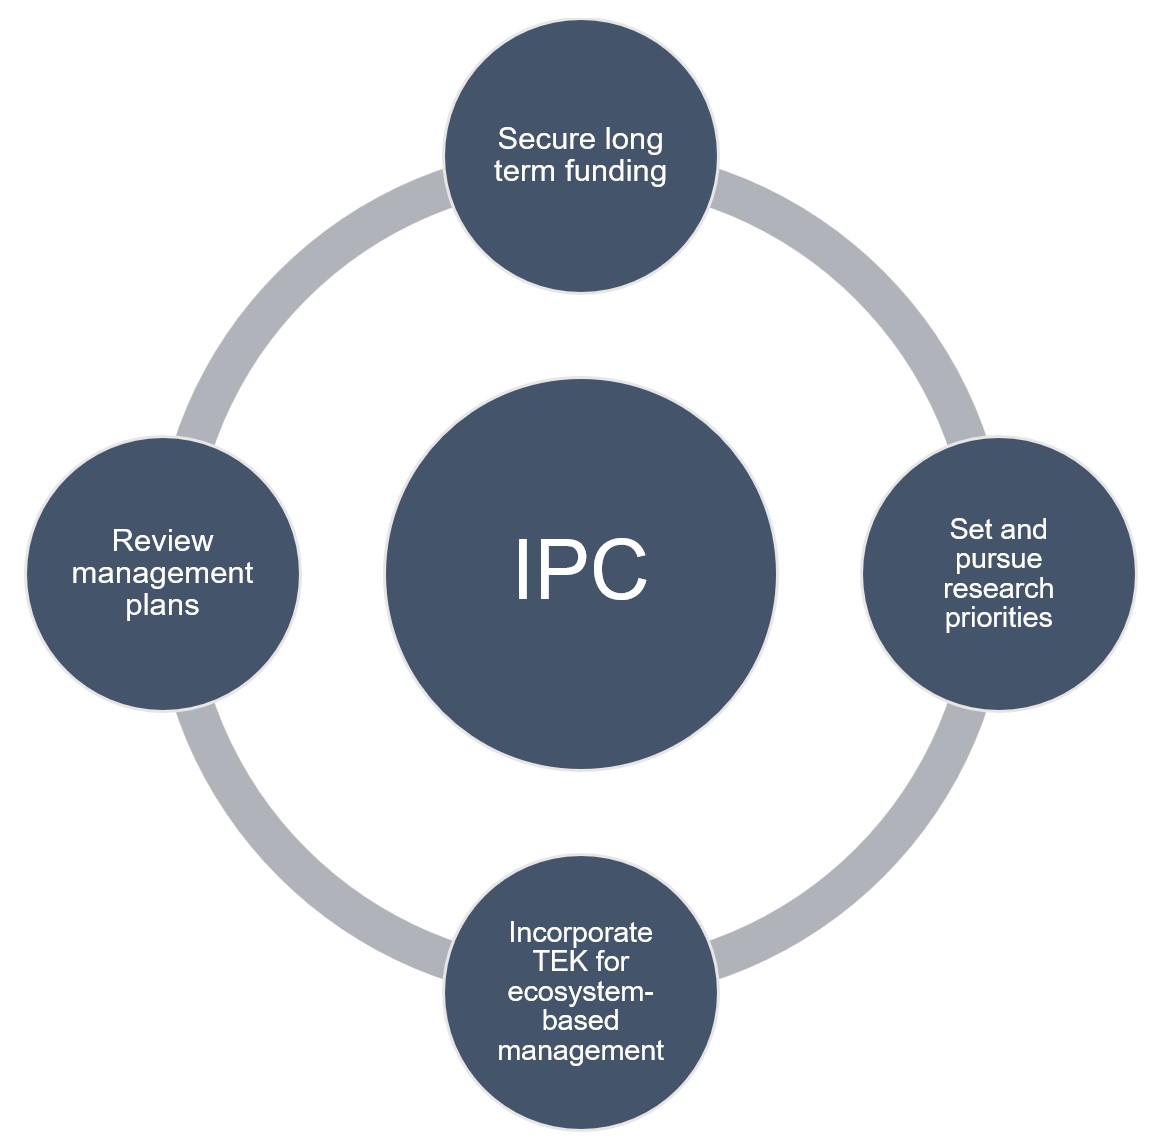 Secure long
term funding
Review
management
plans
IPC
Set and
pursue
research
priorities
Incorporate
TEK for
ecosystem-
based
management